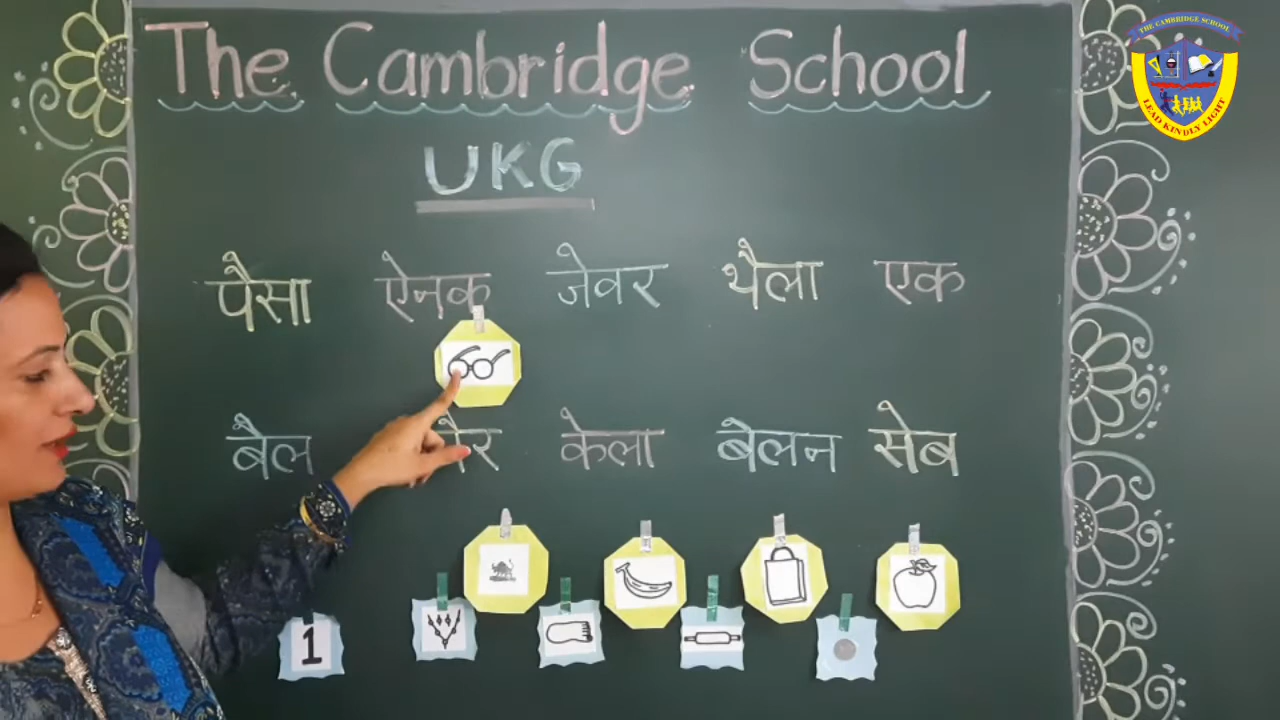 The Cambridge School
THE CAMBRIDGE SCHOOL
LEAD KINDLY LIGHT
UKG
पैसा ऐनक जेवर थैला एक
बैल केला बेलन सेब
1